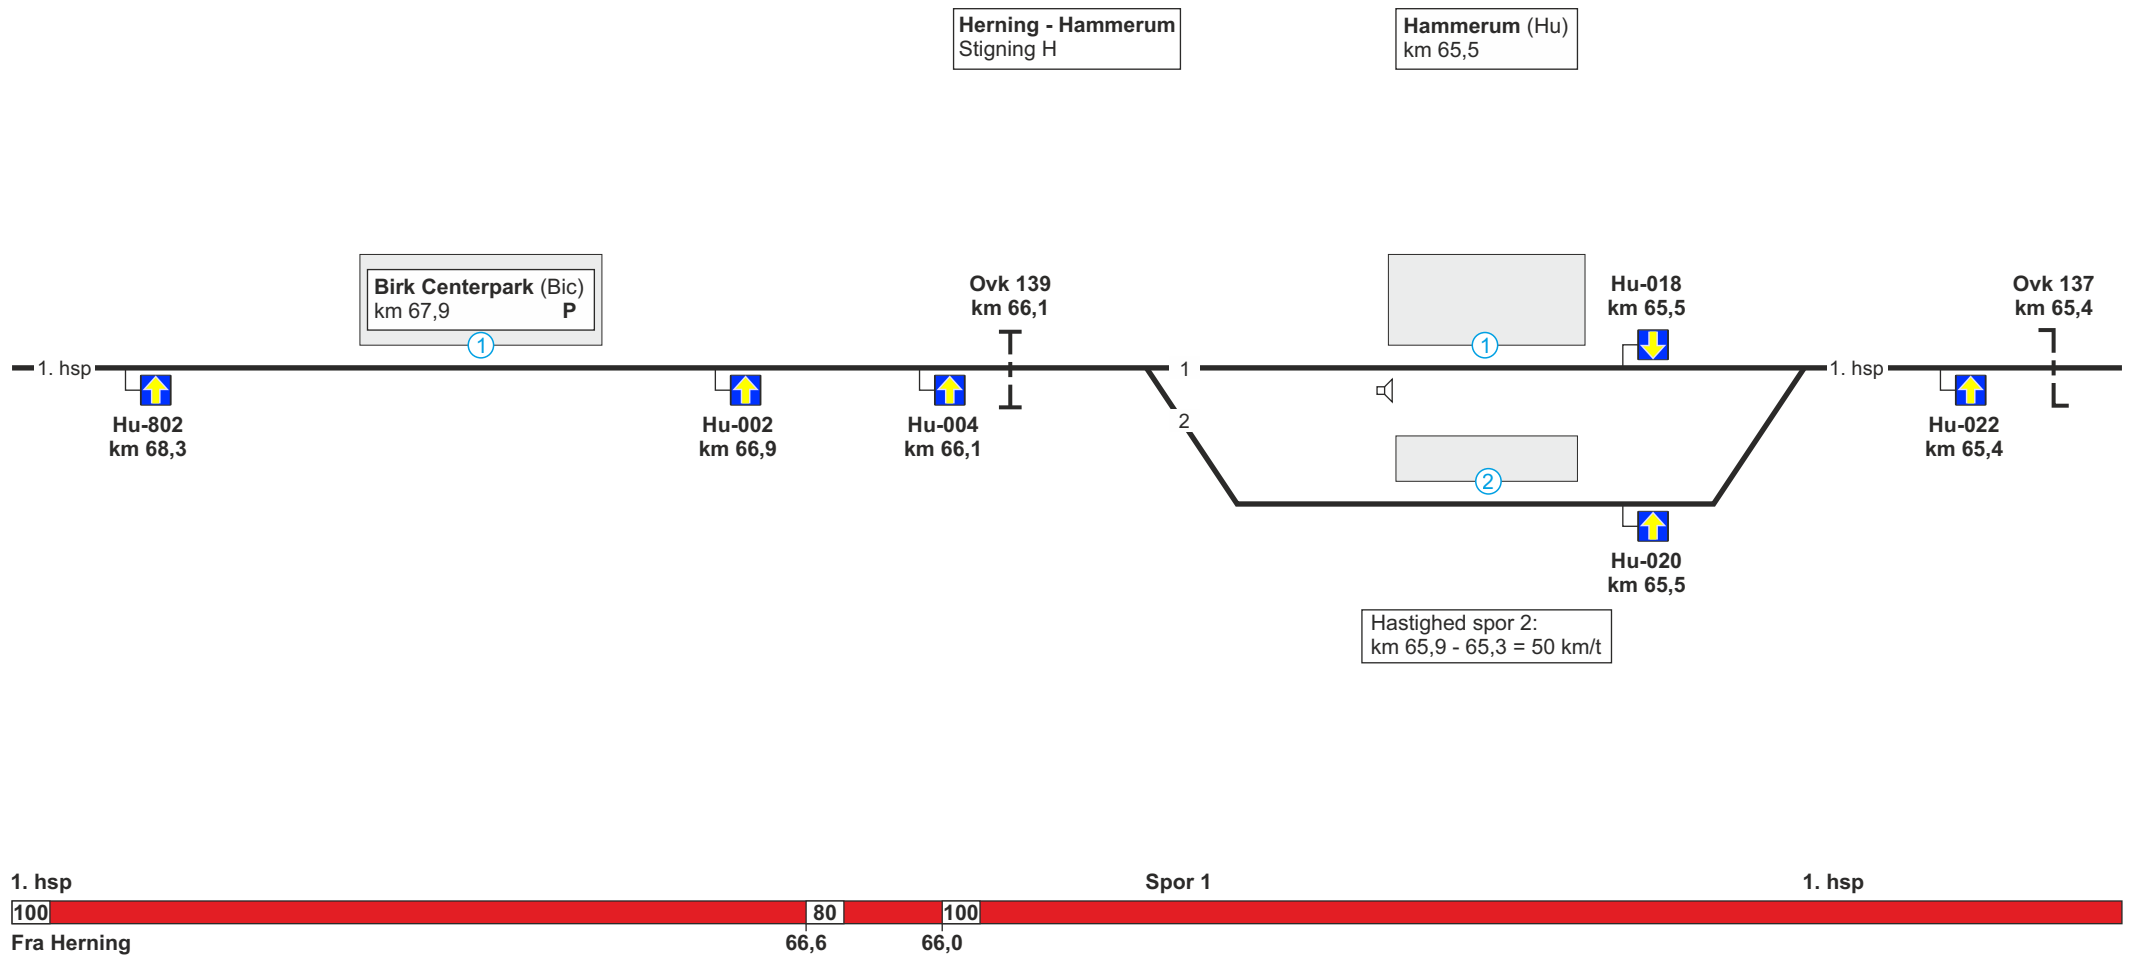 Herning - Hammerum
Stigning H
Hammerum (Hu)
km 65,5
Birk Centerpark (Bic)
km 67,9 P
1
Ovk 139
km 66,1
1
Hu-018
km 65,5
Ovk 137
km 65,4
1. hsp
1
1. hsp
Hu-802
km 68,3
Hu-002
km 66,9
Hu-004
km 66,1
2
Hu-022
km 65,4
2
Hu-020
km 65,5
Hastighed spor 2:
km 65,9 - 65,3 = 50 km/t
1. hsp
Spor 1
1. hsp
100
80
100
Fra Herning
66,6
66,0